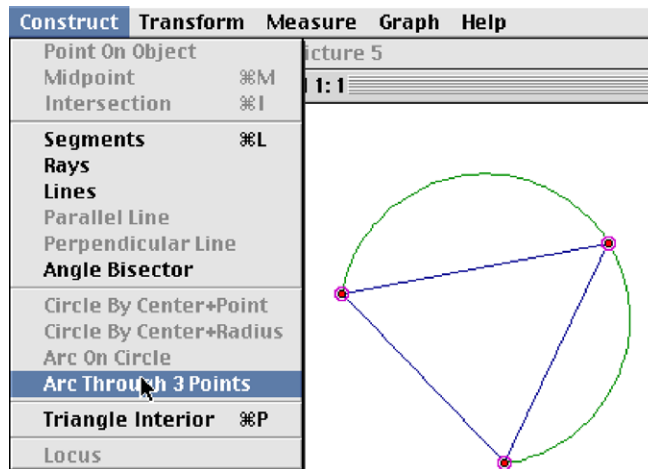 Construct Transform Measure Graph Help
icture 5
Point On Object
Midpoint ⌘M
1:1
Intersection ⌘I
Segments ⌘L
Rays
Lines
Parallel Line
Perpendicular Line
Angle Bisector
Circle By Center+Point
Circle By Center+Radius
Arc On Circle
Arc Through 3 Points
Triangle Interior ⌘P
Locus